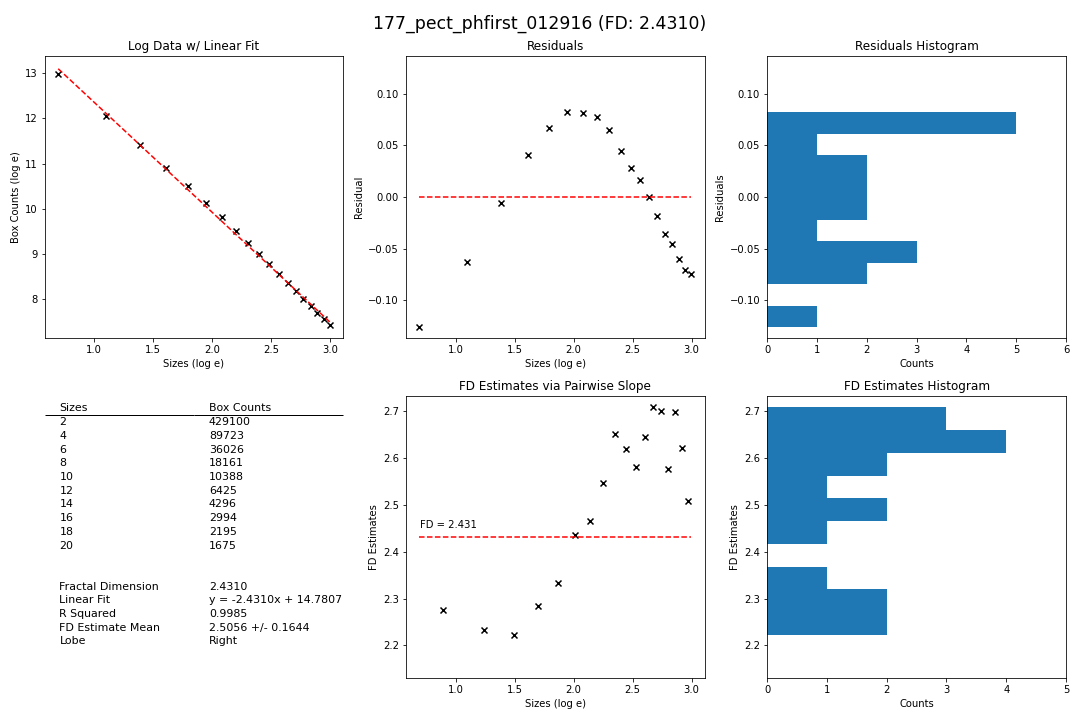 177_pect_phfirst_012916 (FD: 2.4310)
Log Data w/ Linear Fit
Box Counts (log e)
13
12
11
10
9
8
1.0 1.5 2.0 2.5 3.0
Sizes (log e)
Residuals
Residual
0.10
0.05
0.00
−0.05
−0.10
1.0 1.5 2.0 2.5 3.0
Sizes (log e)
Residuals Histogram
Residuals
0.10
0.05
0.00
−0.05
−0.10
0 1 2 3 4 5 6
Counts
Sizes Box Counts
2 429100
4 89723
6 36026
8 18161
10 10388
12 6425
14 4296
16 2994
18 2195
20 1675
Fractal Dimension 2.4310
Linear Fit y = -2.4310x + 14.7807
R Squared 0.9985
FD Estimate Mean 2.5056 +/- 0.1644
Lobe Right
FD Estimates via Pairwise Slope
FD Estimates
2.7
2.6
2.5
2.4
2.3
2.2
FD = 2.431
1.0 1.5 2.0 2.5 3.0
Sizes (log e)
FD Estimates Histogram
FD Estimates
2.7
2.6
2.5
2.4
2.3
2.2
0 1 2 3 4 5
Counts